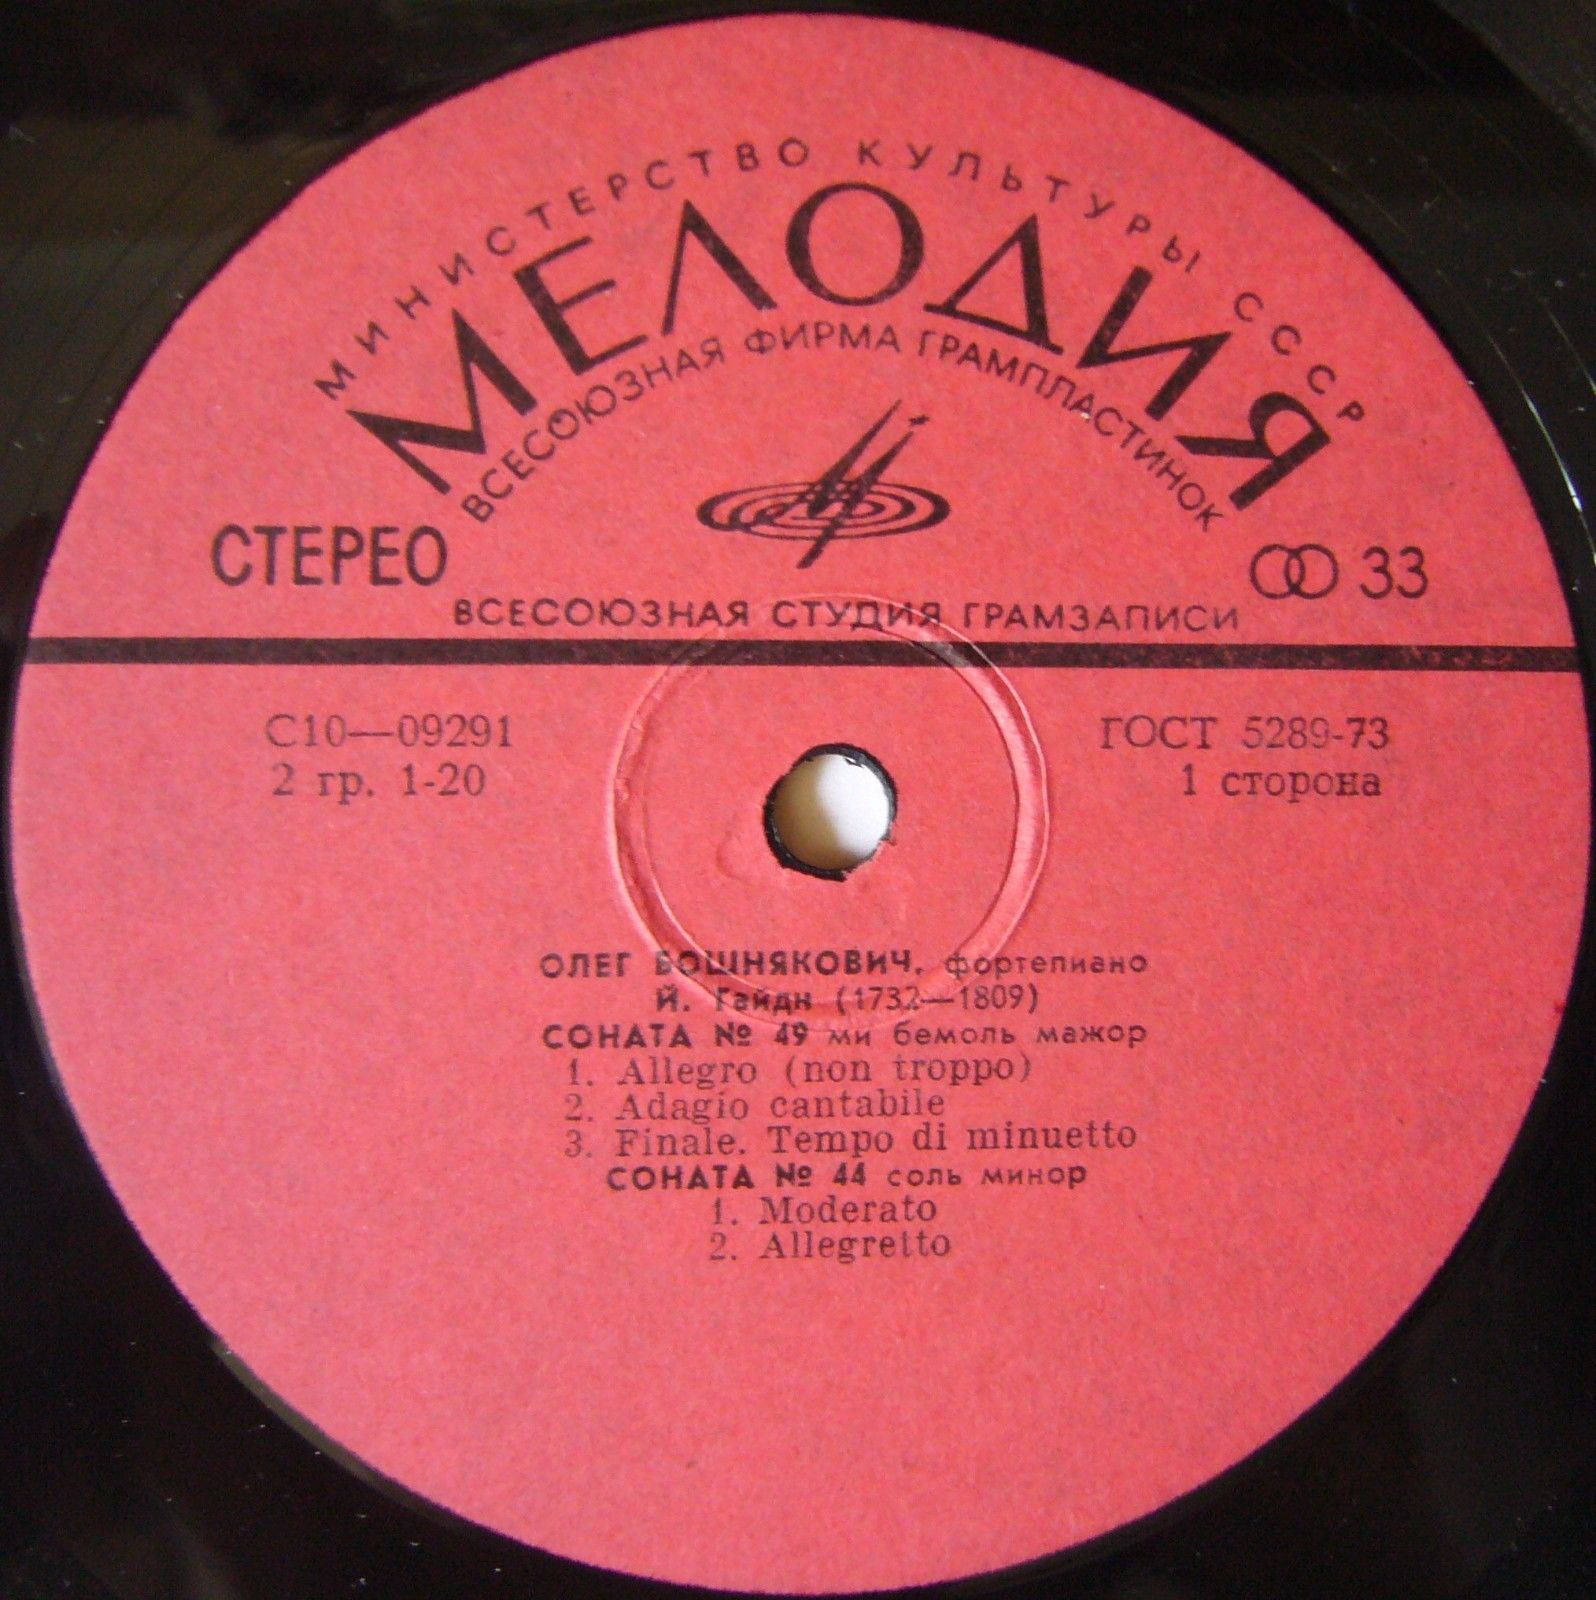 МИНИСТЕРСТВО КУЛЬТУРЫ СССР
МЕЛОДИЯ
ВСЕСОЮЗНАЯ ФИРМА ГРАМПЛАСТИНОК
СТЕРЕО
33
ВСЕСОЮЗНАЯ СТУДИЯ ГРАМЗАПИСИ
С10—09291
ГОСТ 5289-73
2 гр. 1-20
1 сторона
ОЛЕГ БОШНЯКОВИЧ, фортепиано
Й. Гайдн (1732—1809)
СОНАТА № 49 ми бемоль мажор
1. Allegro (non troppo)
2. Adagio cantabile
3. Finale. Tempo di minuetto
СОНАТА № 44 соль минор
1. Moderato
2. Allegretto